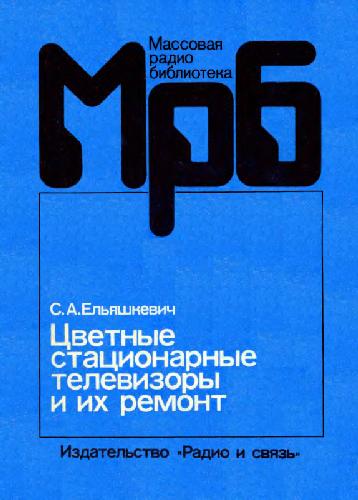 Массовая
радио
библиотека
Мрб
С.А.Ельяшкевич
Цветные
стационарные
телевизоры
и их ремонт
Издательство «Радио и связь»